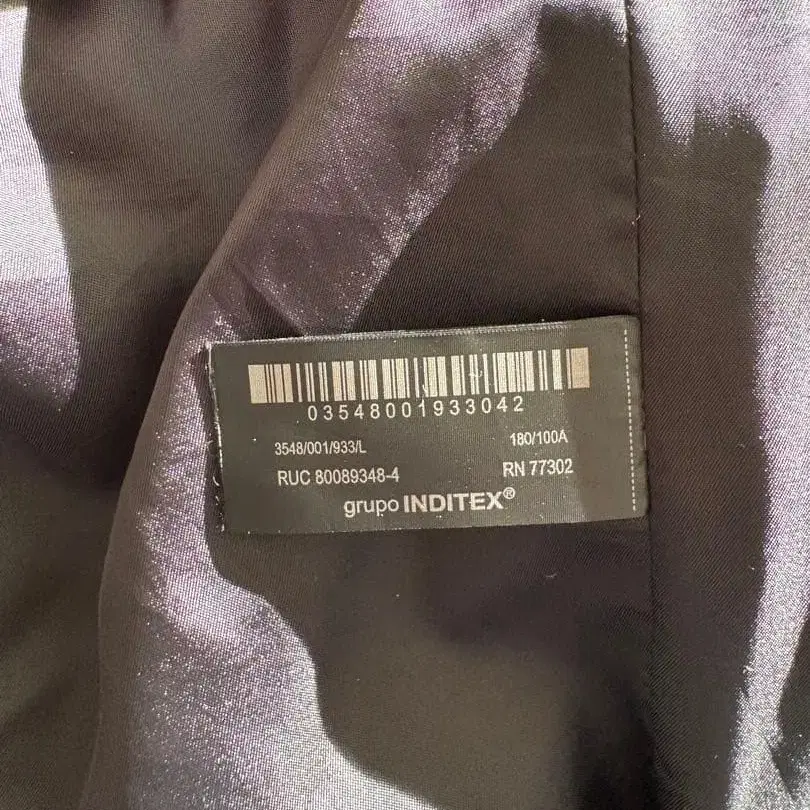 03548001933042
3548/001/933/L 180/100A
RUC 80089348-4 RN 77302
grupo INDITEX®